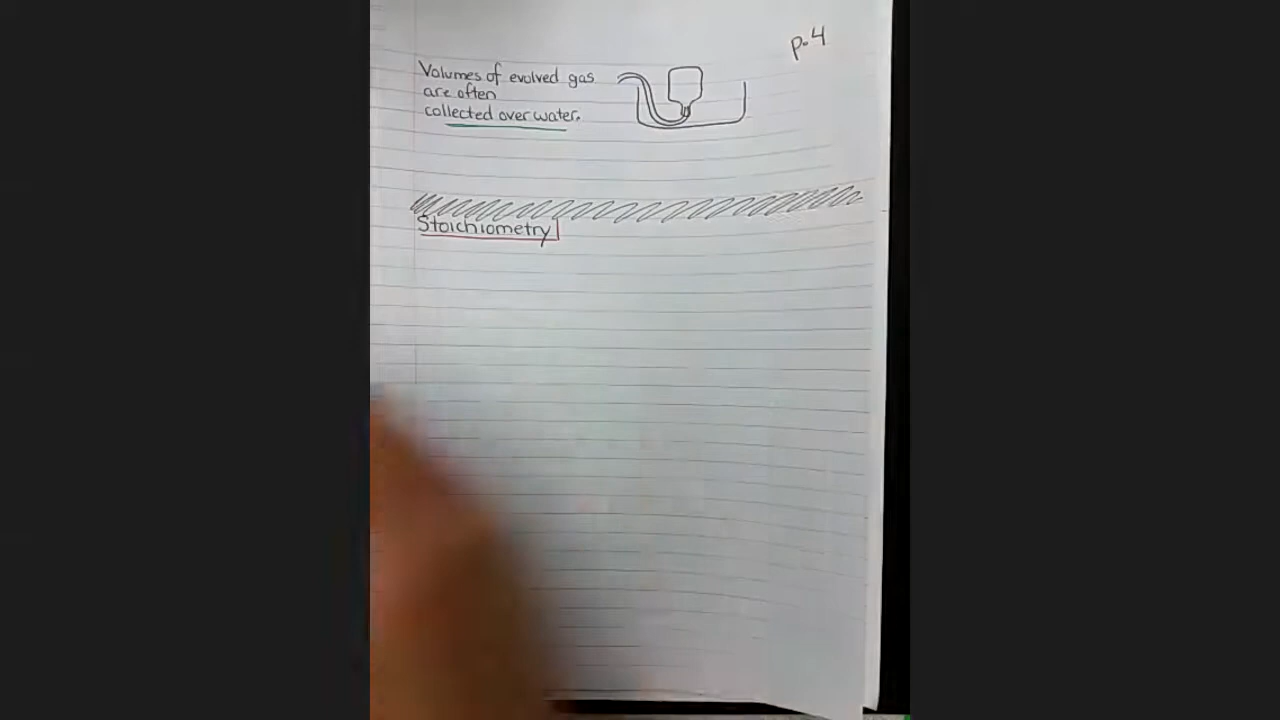 p.4
Volumes of evolved gas
are often
collected over water.
Stoichiometry